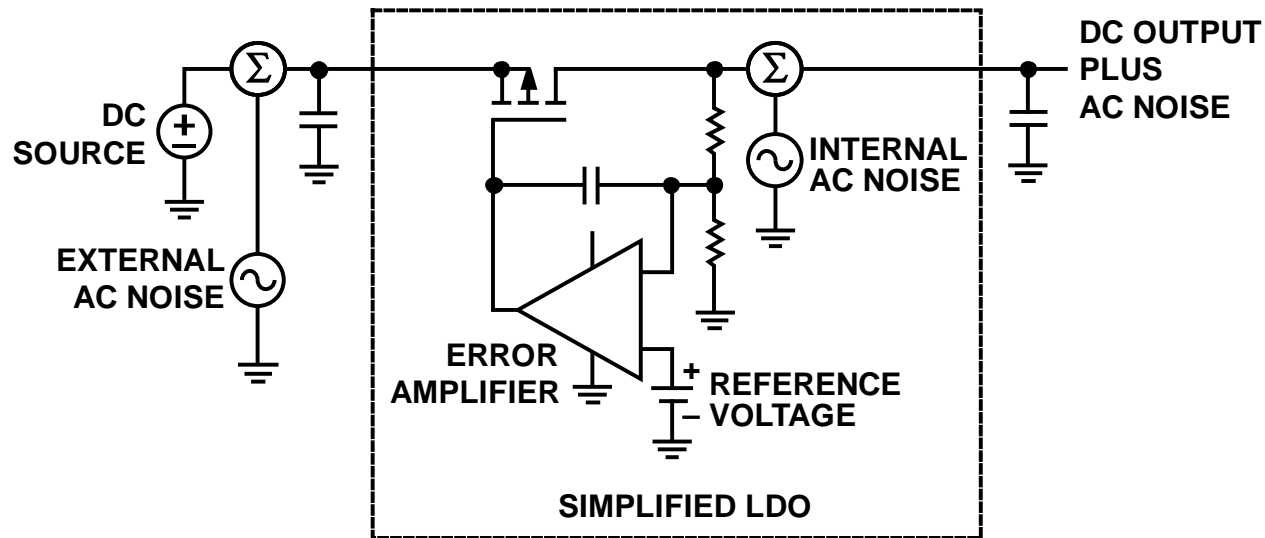 DC OUTPUT
PLUS
AC NOISE
Σ
Σ
DC
SOURCE
+
–
INTERNAL
AC NOISE
EXTERNAL
AC NOISE
ERROR
AMPLIFIER
+
–
REFERENCE
VOLTAGE
SIMPLIFIED LDO